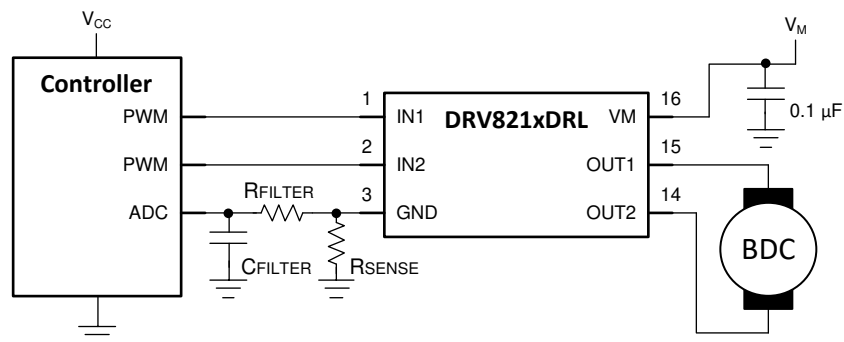 VCC
Controller
PWM
PWM
ADC
RFILTER
CFILTER
RSENSE
1
2
3
IN1
IN2
GND
DRV821xDRL
VM
OUT1
OUT2
16
15
14
VM
0.1 µF
BDC